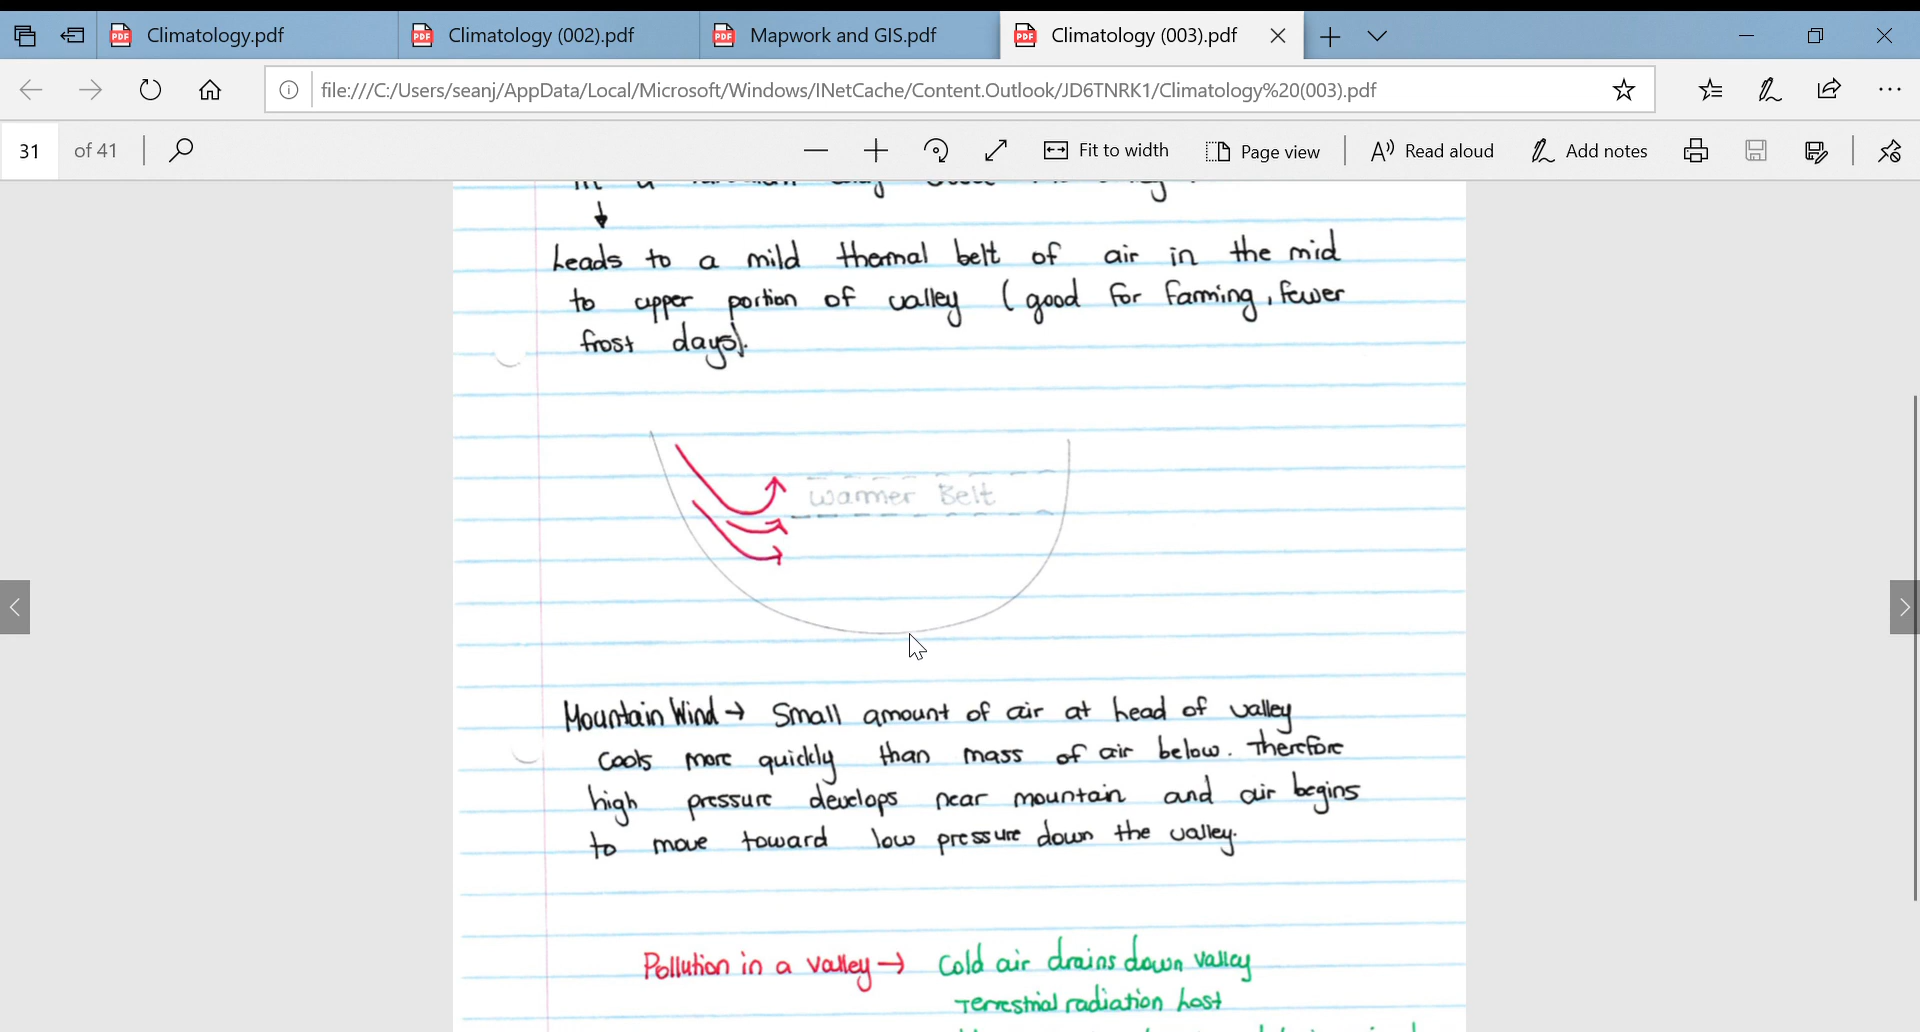 Climatology.pdf
Climatology (002).pdf
Mapwork and GIS.pdf
Climatology (003).pdf
file:///C:/Users/seanj/AppData/Local/Microsoft/Windows/INetCache/Content.Outlook/JD6TNRK1/Climatology%20(003).pdf
31 of 41
Fit to width
Page view
Read aloud
Add notes
Leads to a mild thermal belt of air in the mid
to upper portion of valley (good for farming, fewer
frost days).
Warmer Belt
Mountain Wind → Small amount of air at head of valley
cools more quickly than mass of air below. Therefore
high pressure develops near mountain and air begins
to move toward low pressure down the valley.
Pollution in a valley → Cold air drains down valley
Terrestrial radiation host